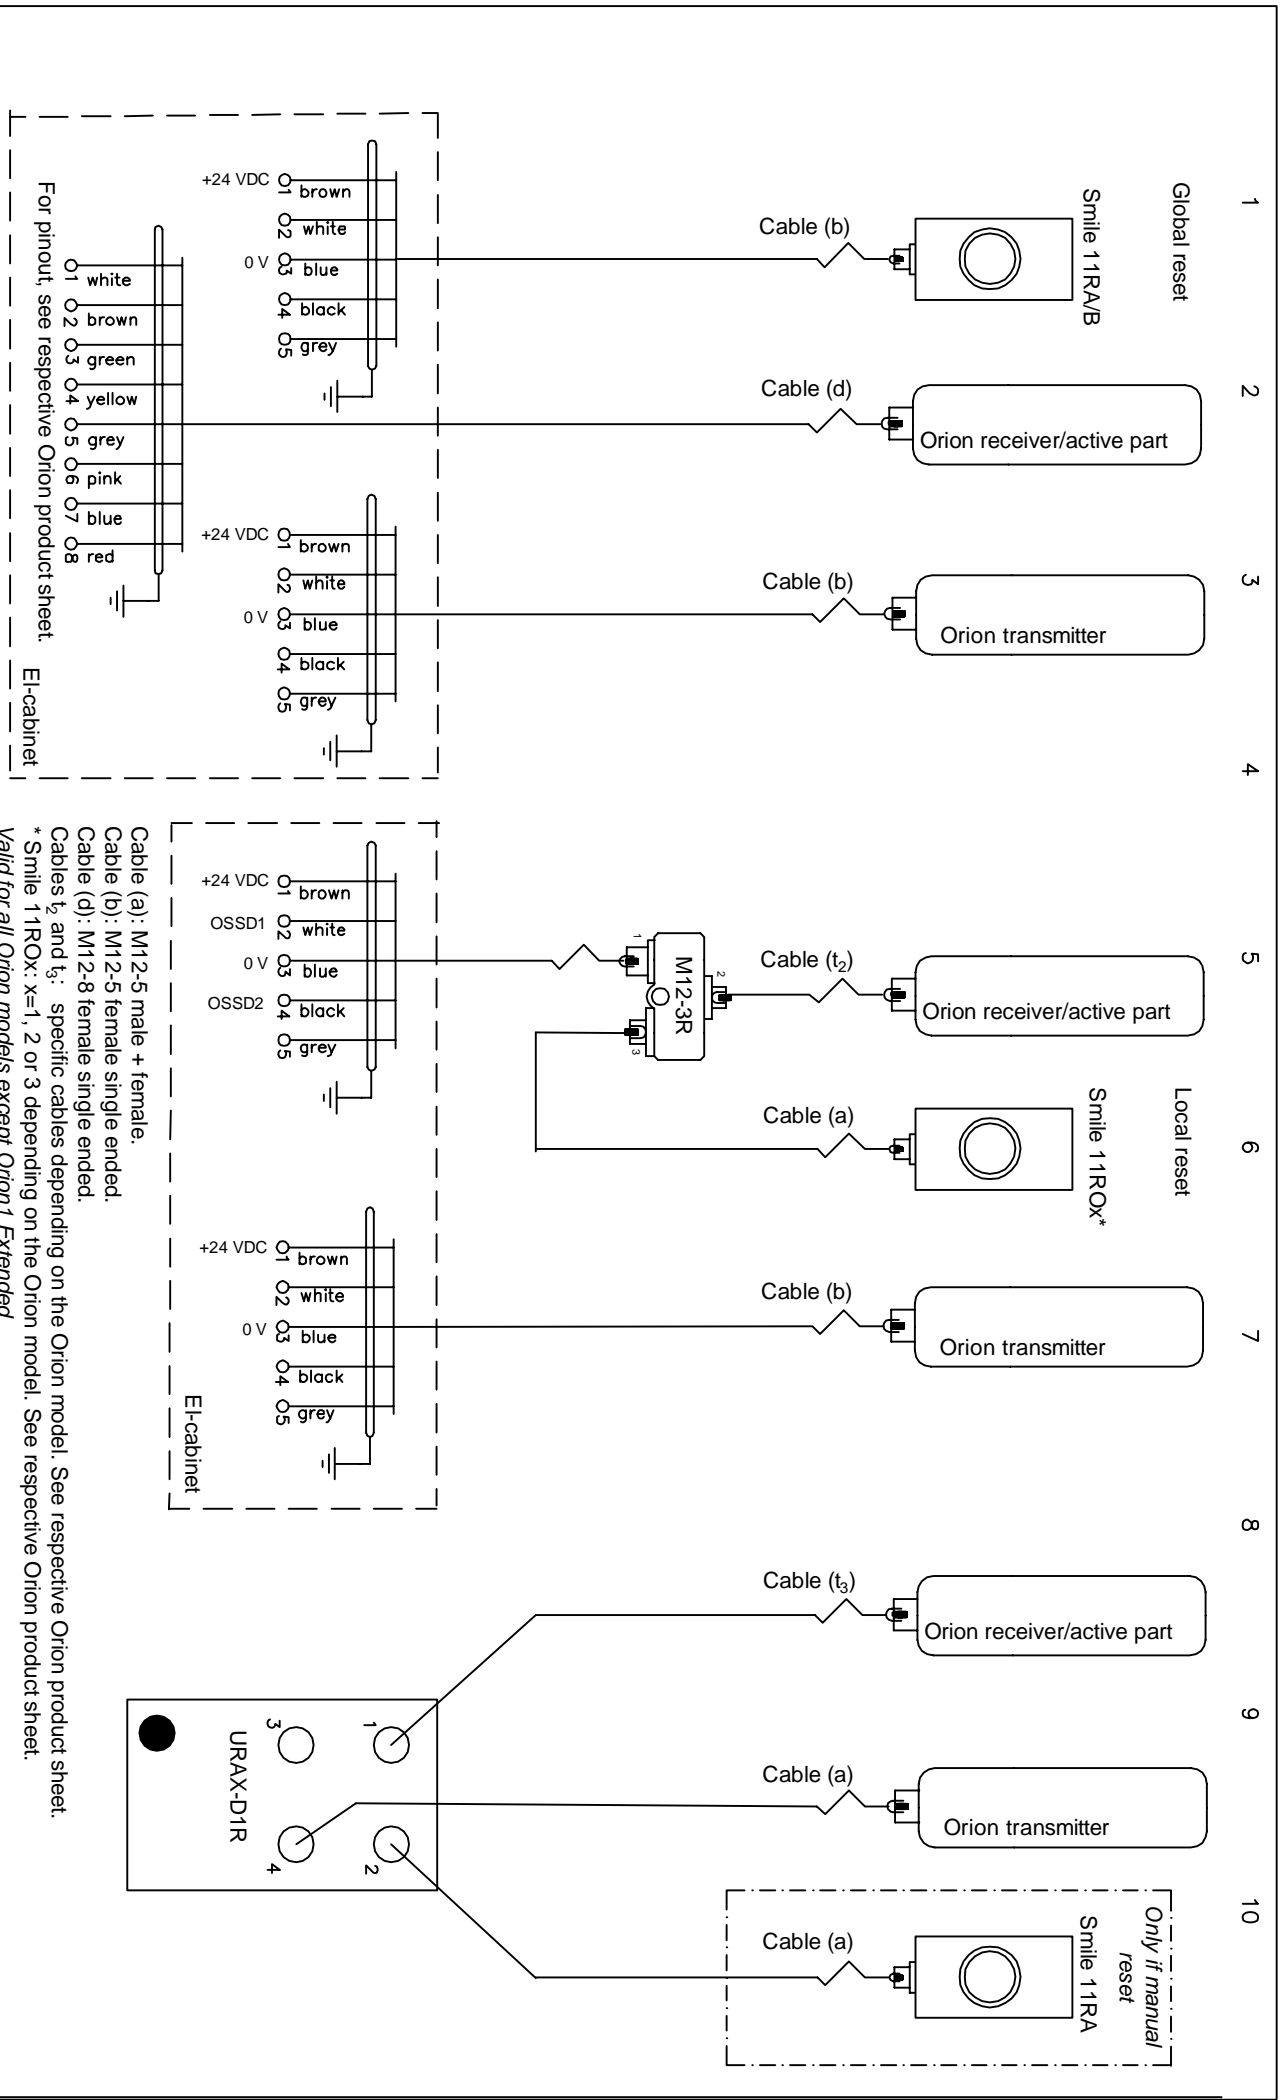 1
2
3
4
5
6
7
8
9
10
Global reset
Smile 11RA/B
Cable (b)
Orion receiver/active part
Cable (d)
Orion transmitter
Cable (b)
+24 VDC
1 brown
2 white
0 V
3 blue
4 black
5 grey
+24 VDC
1 brown
2 white
0 V
3 blue
4 black
5 grey
1 white
2 brown
3 green
4 yellow
5 grey
6 pink
7 blue
8 red
For pinout, see respective Orion product sheet.
El-cabinet
Orion receiver/active part
Cable (t2)
M12-3R
1
2
3
Local reset
Smile 11ROx*
Cable (a)
Orion transmitter
Cable (b)
+24 VDC
1 brown
OSSD1
2 white
0 V
3 blue
OSSD2
4 black
5 grey
+24 VDC
1 brown
2 white
0 V
3 blue
4 black
5 grey
El-cabinet
Orion receiver/active part
Cable (t3)
Orion transmitter
Cable (a)
Only if manual
reset
Smile 11RA
Cable (a)
1
2
3
4
URAX-D1R
Cable (a): M12-5 male + female.
Cable (b): M12-5 female single ended.
Cable (d): M12-8 female single ended.
Cables t2 and t3: specific cables depending on the Orion model. See respective Orion product sheet.
* Smile 11ROx: x=1, 2 or 3 depending on the Orion model. See respective Orion product sheet.
Valid for all Orion models except Orion1 Extended